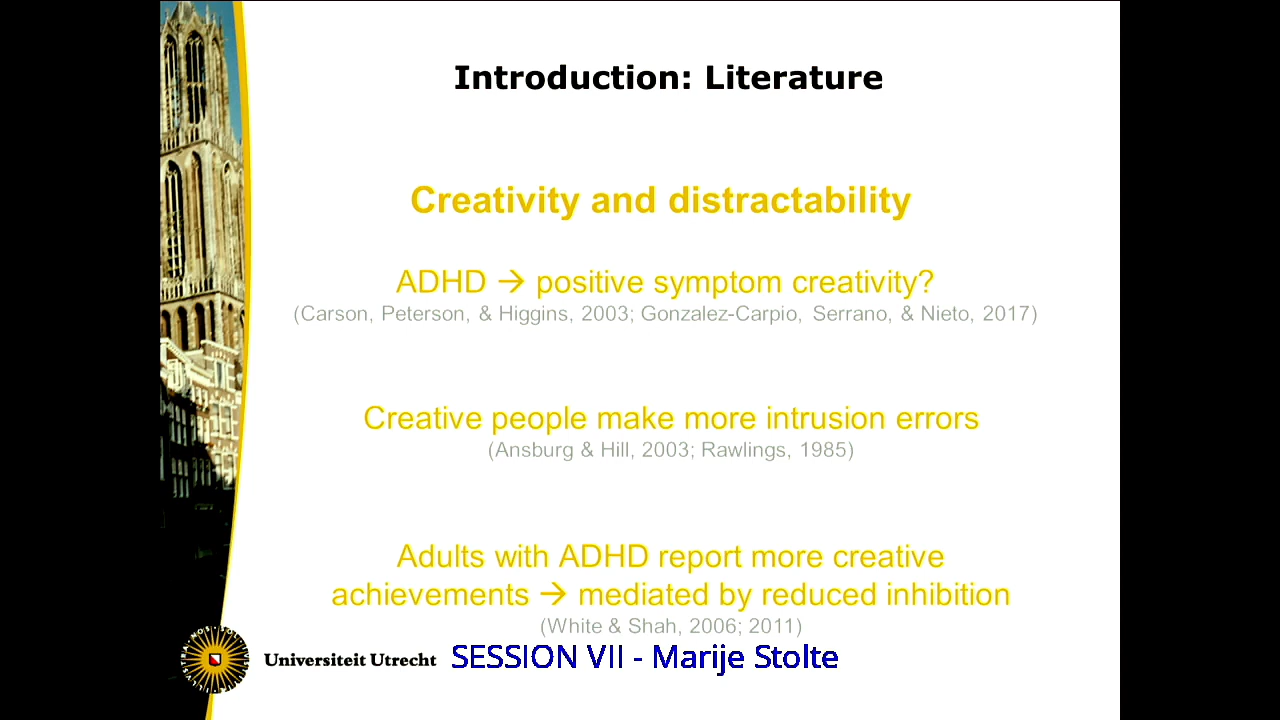 Introduction: Literature
Creativity and distractability
ADHD → positive symptom creativity?
(Carson, Peterson, & Higgins, 2003; Gonzalez-Carpio, Serrano, & Nieto, 2017)
Creative people make more intrusion errors
(Ansburg & Hill, 2003; Rawlings, 1985)
Adults with ADHD report more creative
achievements → mediated by reduced inhibition
(White & Shah, 2006; 2011)
Universiteit Utrecht
SESSION VII - Marije Stolte